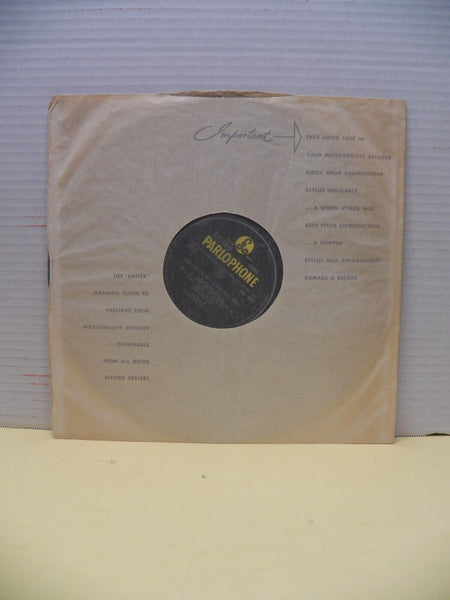 Important
TAKE GOOD CARE OF
YOUR MICROGROOVE RECORDS
CHECK YOUR GRAMOPHONE
STYLUS REGULARLY
...A WORN STYLUS WILL
GIVE POOR REPRODUCTION
...A CHIPPED
STYLUS WILL PERMANENTLY
DAMAGE A RECORD
PARLOPHONE
USE "EMITEX"
CLEANING CLOTH TO
PRESERVE YOUR
MICROGROOVE RECORDS
...OBTAINABLE
FROM ALL GOOD
RECORD DEALERS